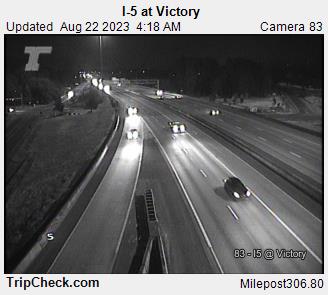 I-5 at Victory
Updated Aug 22 2023 4:18 AM Camera 83
T
S
83 - I5 @ Victory
TripCheck.com Milepost306.80